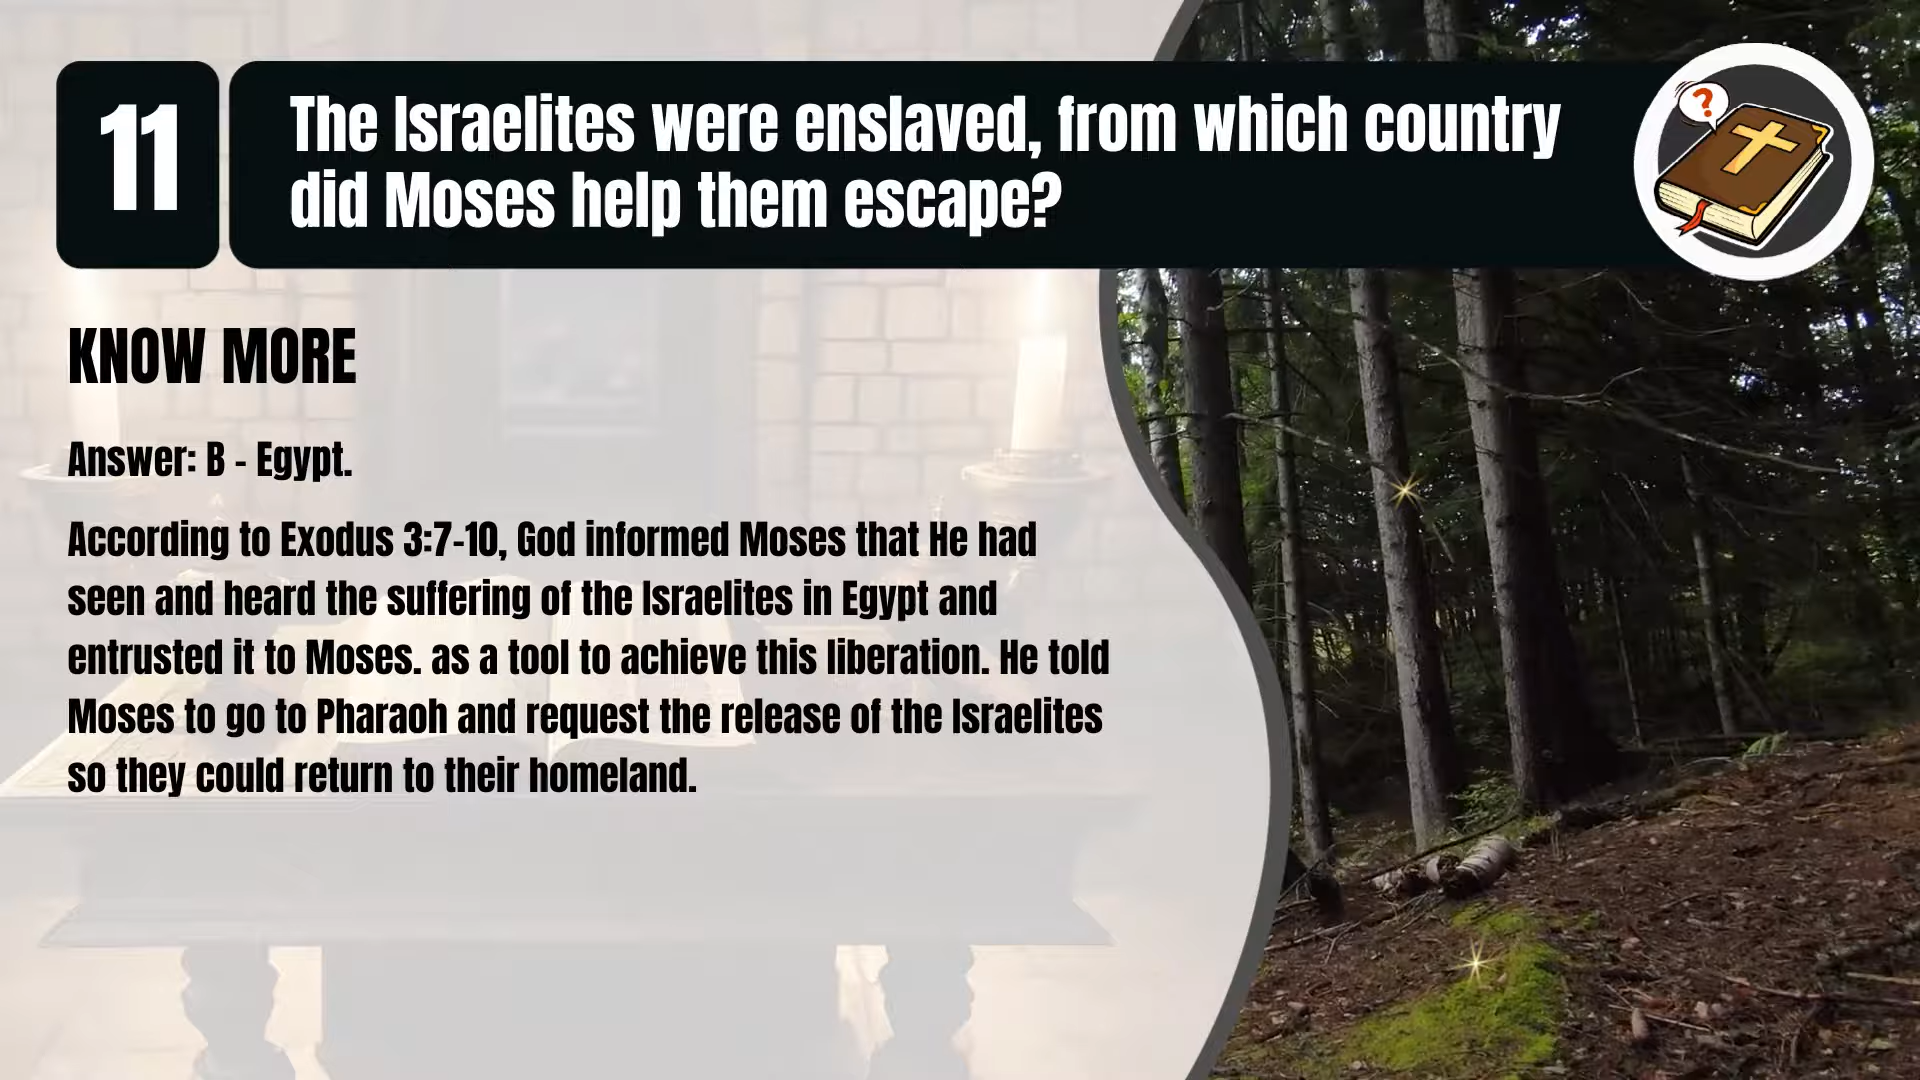 11
The Israelites were enslaved, from which country
did Moses help them escape?
?
KNOW MORE
Answer: B - Egypt.
According to Exodus 3:7-10, God informed Moses that He had
seen and heard the suffering of the Israelites in Egypt and
entrusted it to Moses. as a tool to achieve this liberation. He told
Moses to go to Pharaoh and request the release of the Israelites
so they could return to their homeland.